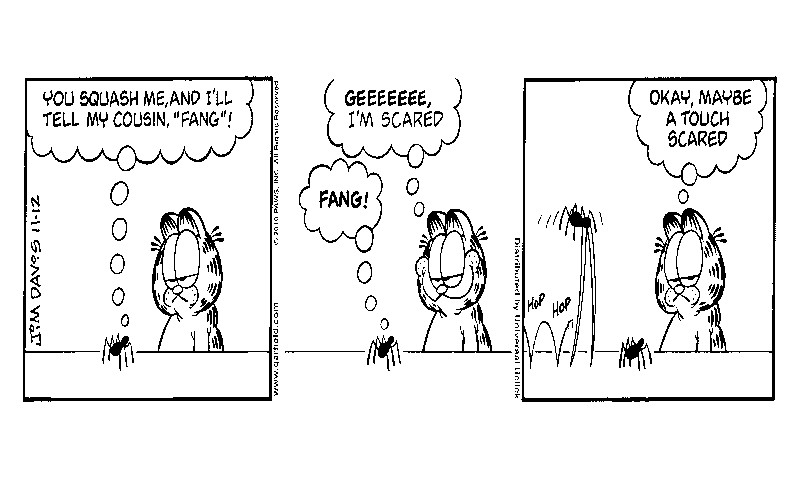 YOU SQUASH ME, AND I'LL
TELL MY COUSIN, "FANG"!
JIM DAVIS 11-12
© 2010 PAWS, INC. All Rights Reserved
www.garfield.com
GEEEEEEE,
I'M SCARED
FANG!
Distributed by Universal Uclick
OKAY, MAYBE
A TOUCH
SCARED
HOP
HOP